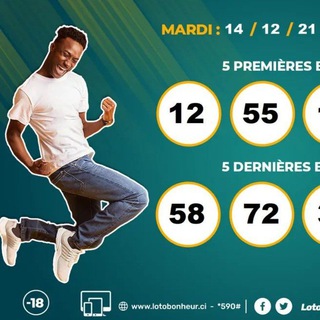 MARDI : 14 / 12 / 21
5 PREMIÈRES
12 55
5 DERNIÈRES
58 72
-18 www.lotobonheur.ci - *590#